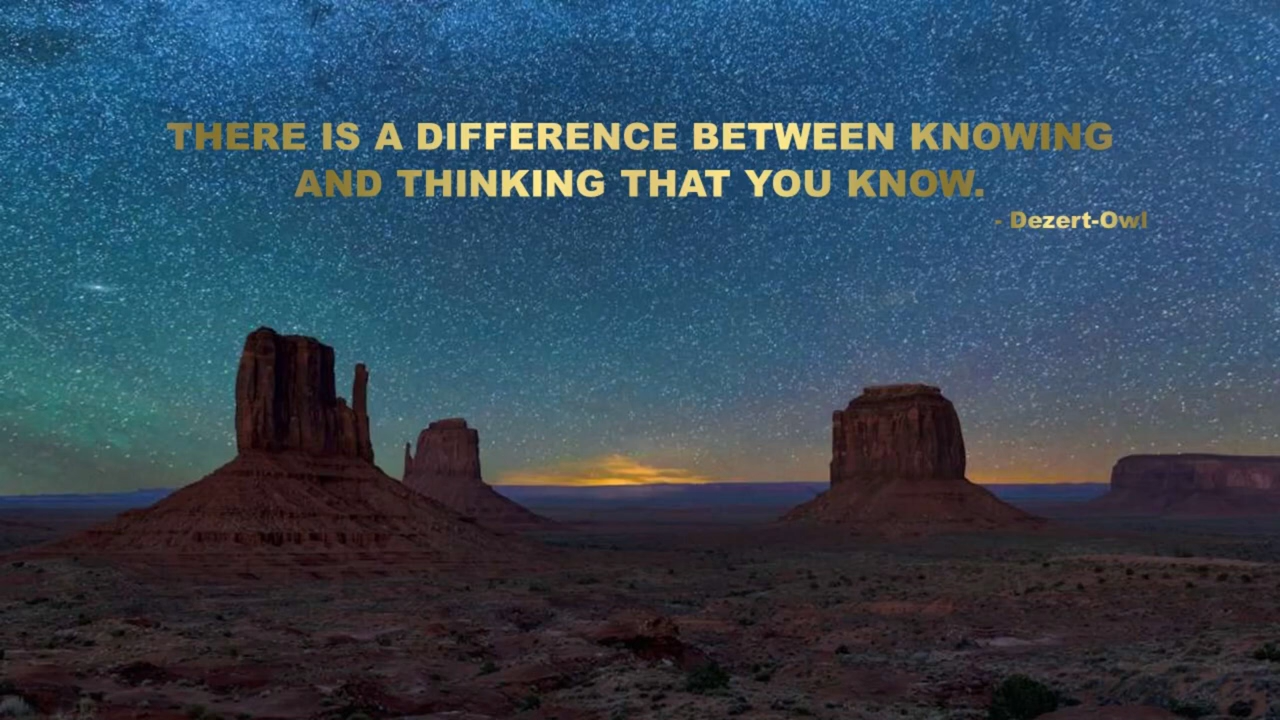 THERE IS A DIFFERENCE BETWEEN KNOWING
AND THINKING THAT YOU KNOW.
- Dezert-Owl